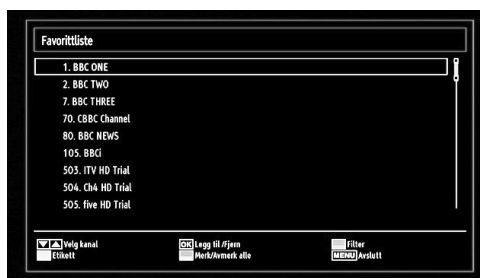 Favorittliste
1. BBC ONE
2. BBC TWO
7. BBC THREE
70. CBBC Channel
80. BBC NEWS
105. BBCi
503. ITV HD Trial
504. Ch4 HD Trial
505. five HD Trial
Velg kanal OK Legg til /Fjern Filter
Etikett Merk/Avmerk alle MENU Avslutt